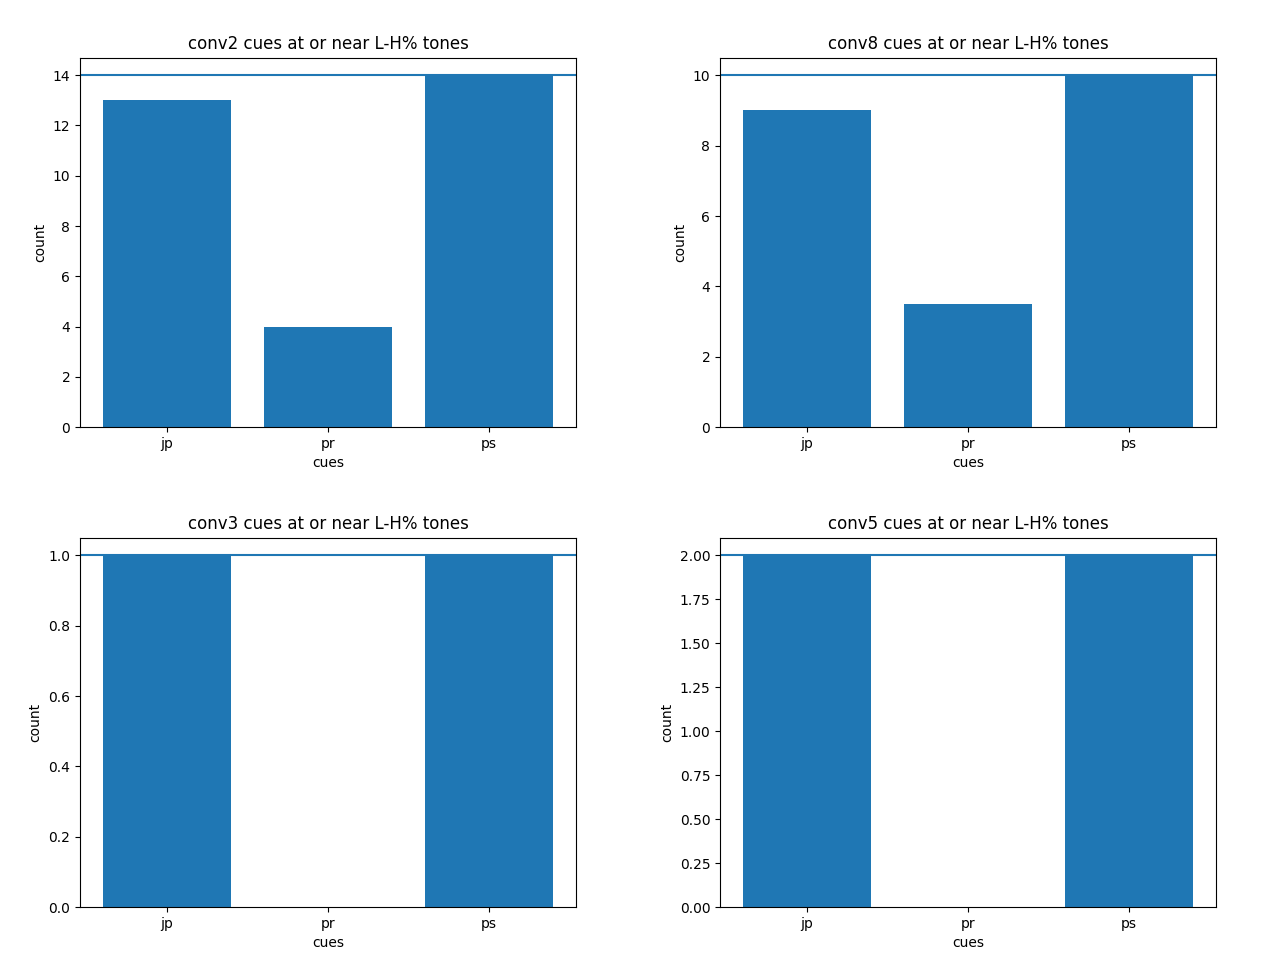 conv2 cues at or near L-H% tones
14
12
10
8
6
4
2
0
count
jp pr ps
cues
conv8 cues at or near L-H% tones
10
8
6
4
2
0
count
jp pr ps
cues
conv3 cues at or near L-H% tones
1.0
0.8
0.6
0.4
0.2
0.0
count
jp pr ps
cues
conv5 cues at or near L-H% tones
2.00
1.75
1.50
1.25
1.00
0.75
0.50
0.25
0.00
count
jp pr ps
cues